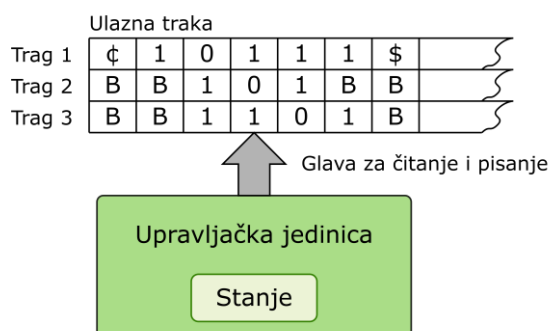 Ulazna traka
Trag 1 ¢ 1 0 1 1 1 $
Trag 2 B B 1 0 1 B B
Trag 3 B B 1 1 0 1 B
Glava za čitanje i pisanje
Upravljačka jedinica
Stanje